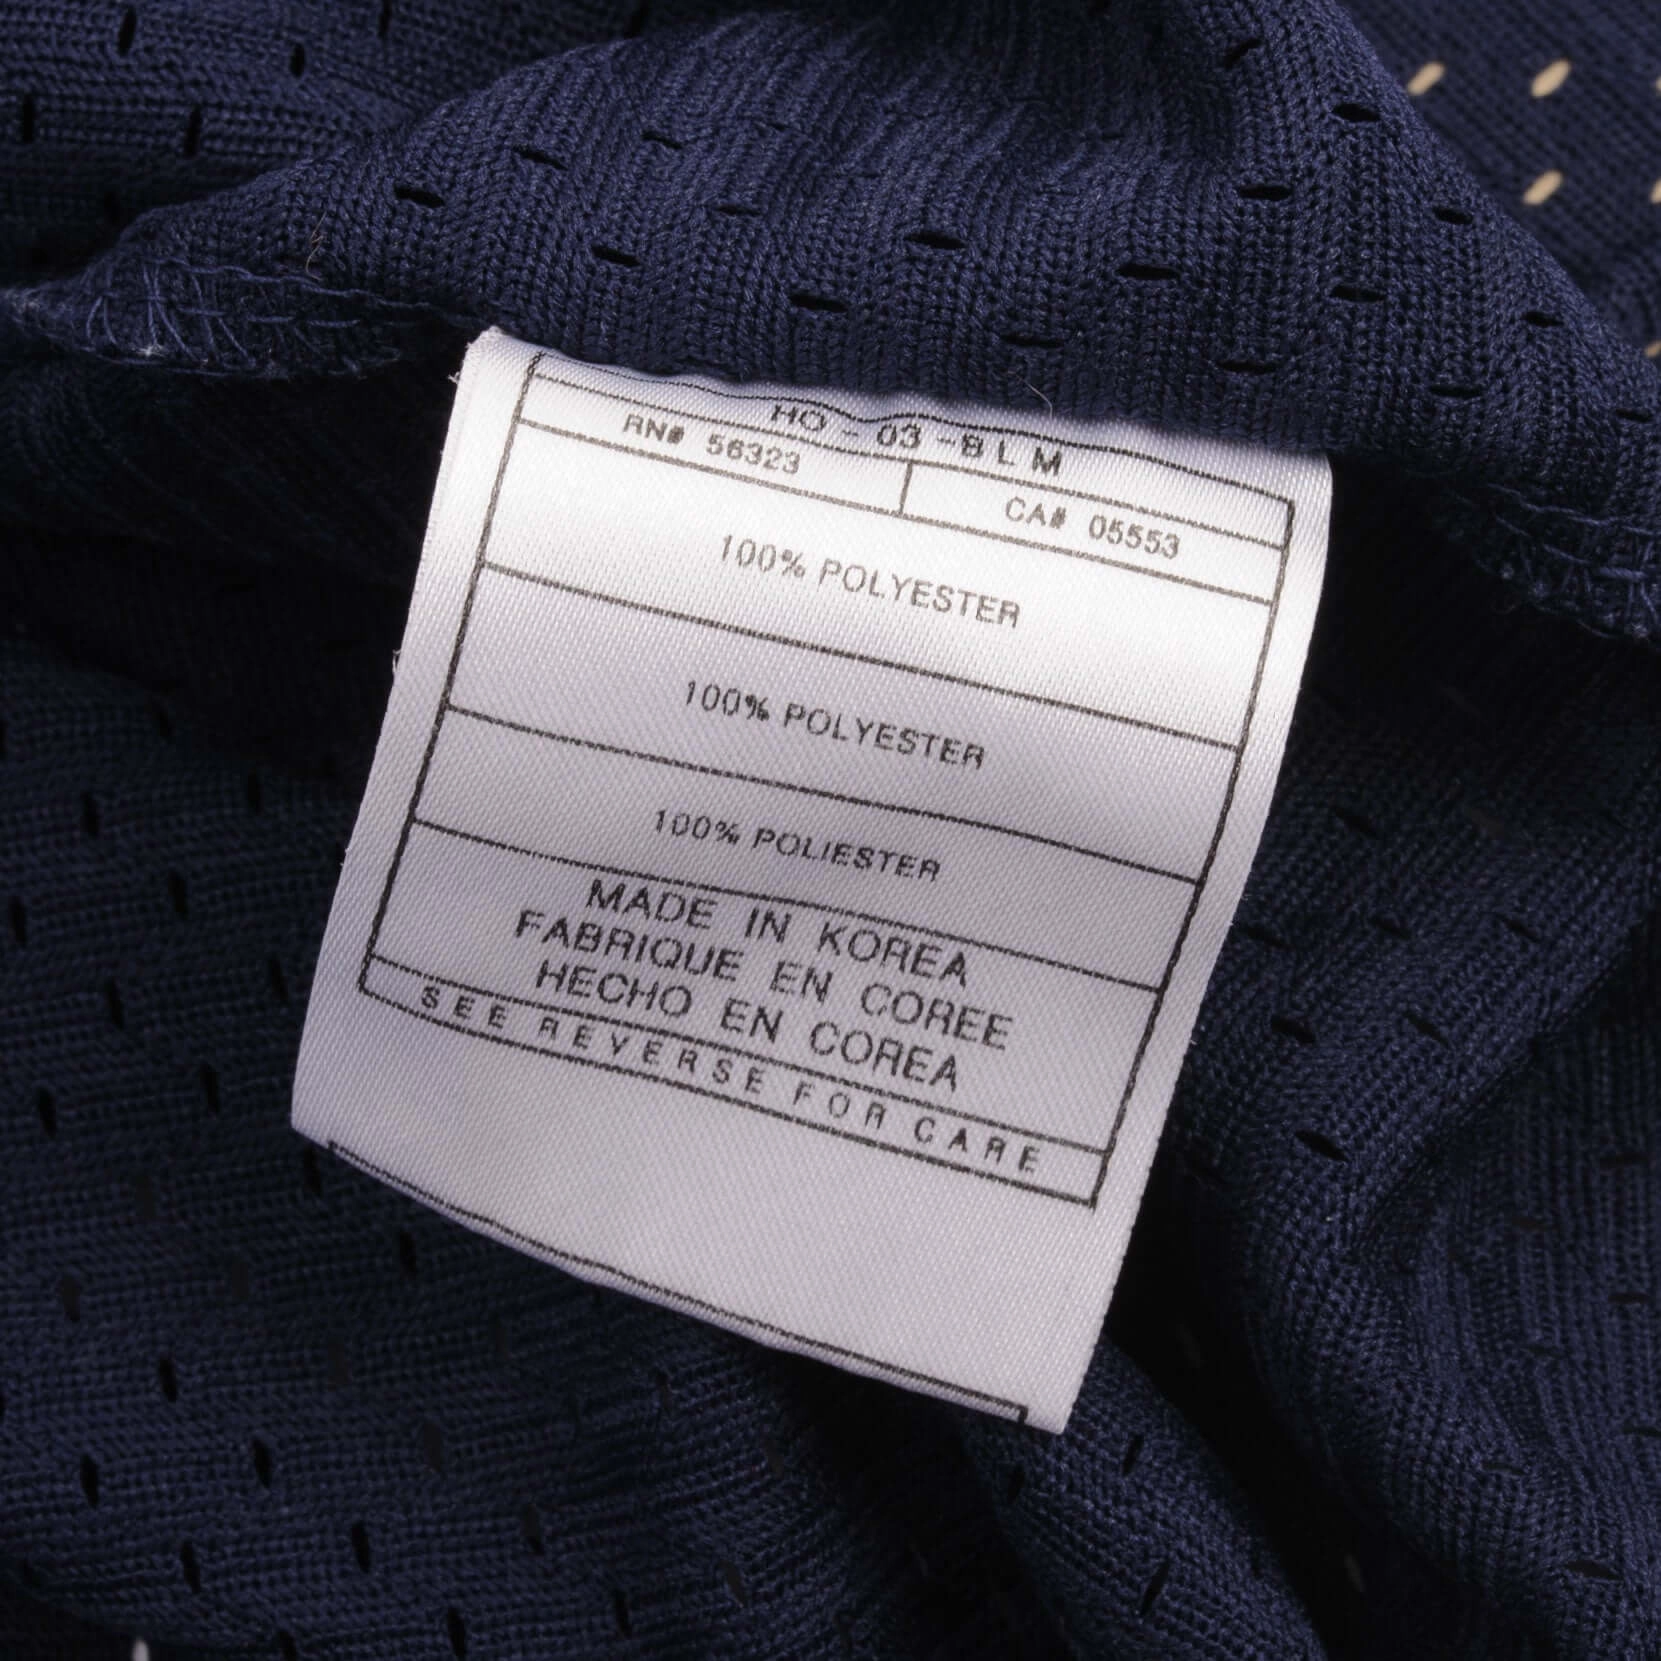 HO - 03 - BLM
RN# 56323
CA# 05553
100% POLYESTER
100% POLYESTER
100% POLIESTER
MADE IN KOREA
FABRIQUE EN COREE
HECHO EN COREA
SEE REVERSE FOR CARE